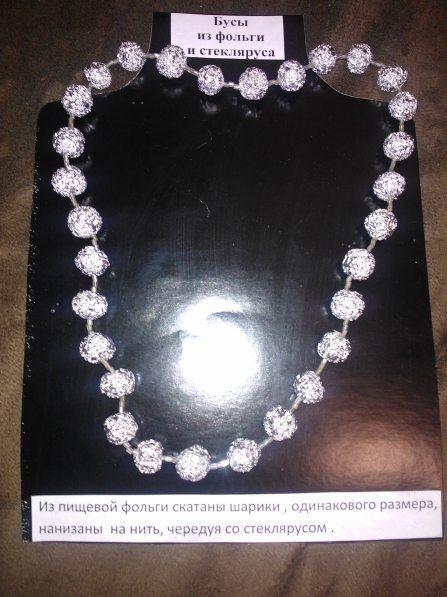 Бусы
из фольги
и стекляруса
Из пищевой фольги скатаны шарики , одинакового размера,
нанизаны на нить, чередуя со стеклярусом .